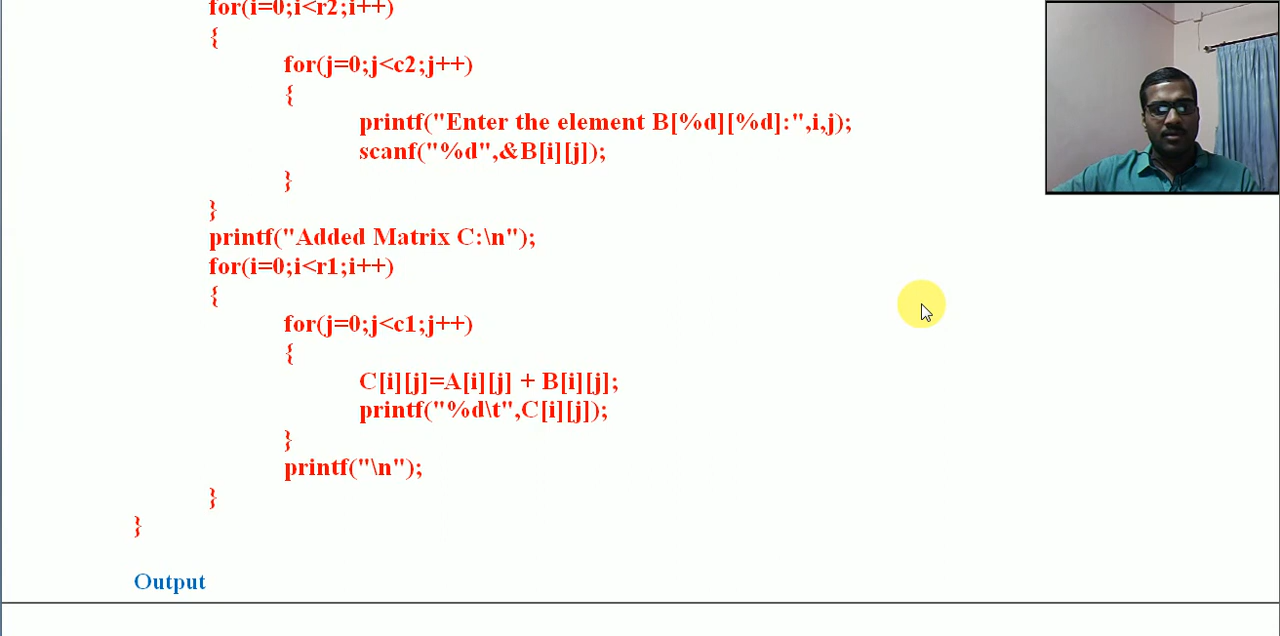 for(i=0;i<r2;i++)
{
for(j=0;j<c2;j++)
{
printf("Enter the element B[%d][%d]:",i,j);
scanf("%d",&B[i][j]);
}
}
printf("Added Matrix C:\n");
for(i=0;i<r1;i++)
{
for(j=0;j<c1;j++)
{
C[i][j]=A[i][j] + B[i][j];
printf("%d\t",C[i][j]);
}
printf("\n");
}
}
Output